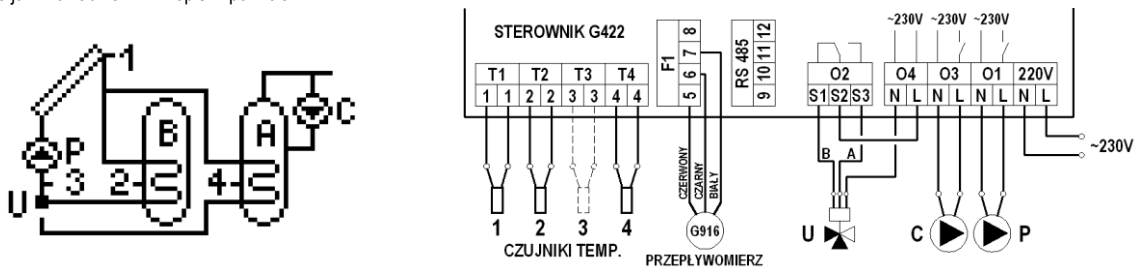 1
B
A
C
P
3
2
4
U
STEROWNIK G422
T1 T2 T3 T4
1 1 2 2 3 3 4 4
1 2 3 4
CZUJNIKI TEMP.
F1
8
7
6
5
CZERWONY
CZARNY
BIAŁY
G916
PRZEPŁYWOMIERZ
RS 485
9 10 11 12
~230V ~230V ~230V
O2 O4 O3 O1 220V
S1 S2 S3 N L N L N L N L
B A
~230V
U C P